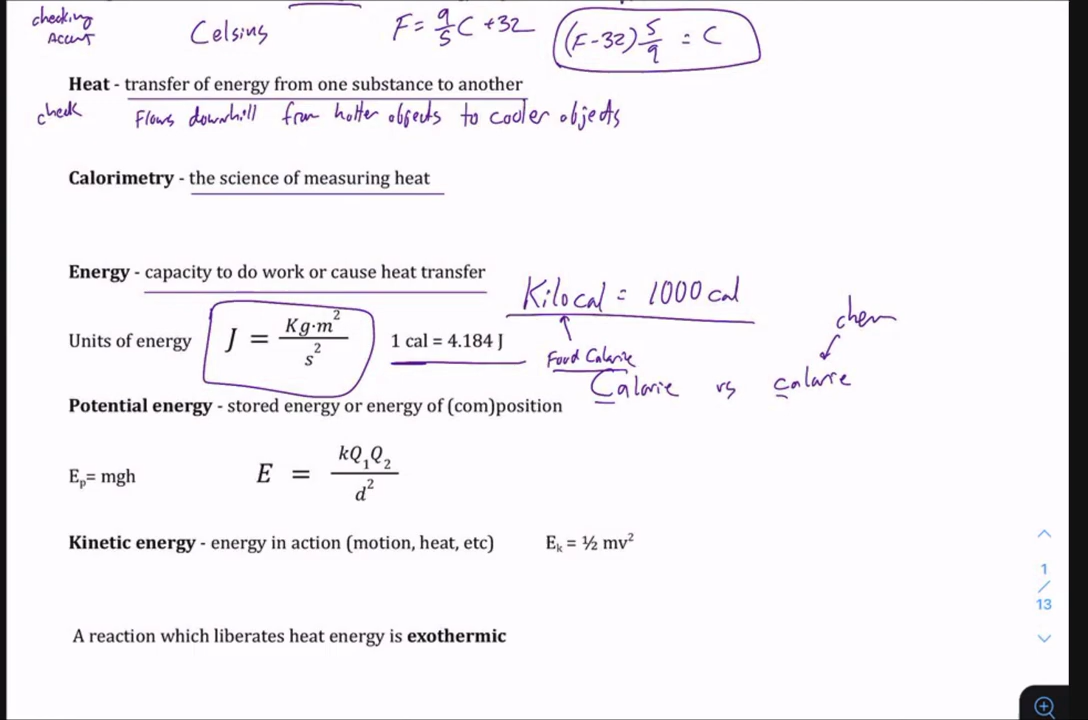 checking
Accnt
Celsius
F = 9/5 C + 32
(F-32) 5/9 = C
Heat - transfer of energy from one substance to another
check
Flows downhill from hotter objects to cooler objects
Calorimetry - the science of measuring heat
Energy - capacity to do work or cause heat transfer
Kilocal = 1000 cal
chem
Units of energy J = Kg·m²/s² 1 cal = 4.184 J
Food Calorie
Calorie vs calorie
Potential energy - stored energy or energy of (com)position
Eₚ= mgh E = kQ₁Q₂/d²
Kinetic energy - energy in action (motion, heat, etc) Eₖ = ½ mv²
1
/
13
A reaction which liberates heat energy is exothermic